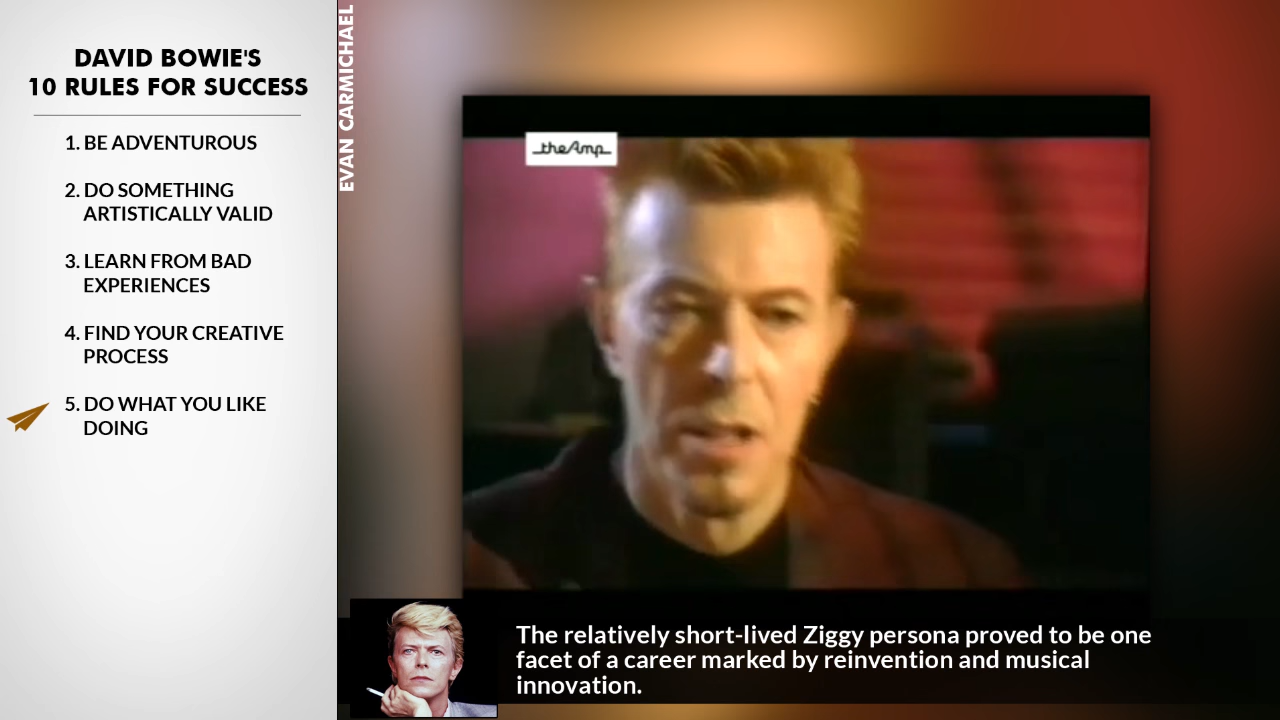 DAVID BOWIE'S
10 RULES FOR SUCCESS
1. BE ADVENTUROUS
2. DO SOMETHING
ARTISTICALLY VALID
3. LEARN FROM BAD
EXPERIENCES
4. FIND YOUR CREATIVE
PROCESS
5. DO WHAT YOU LIKE
DOING
EVAN CARMICHAEL
theAmp
The relatively short-lived Ziggy persona proved to be one
facet of a career marked by reinvention and musical
innovation.